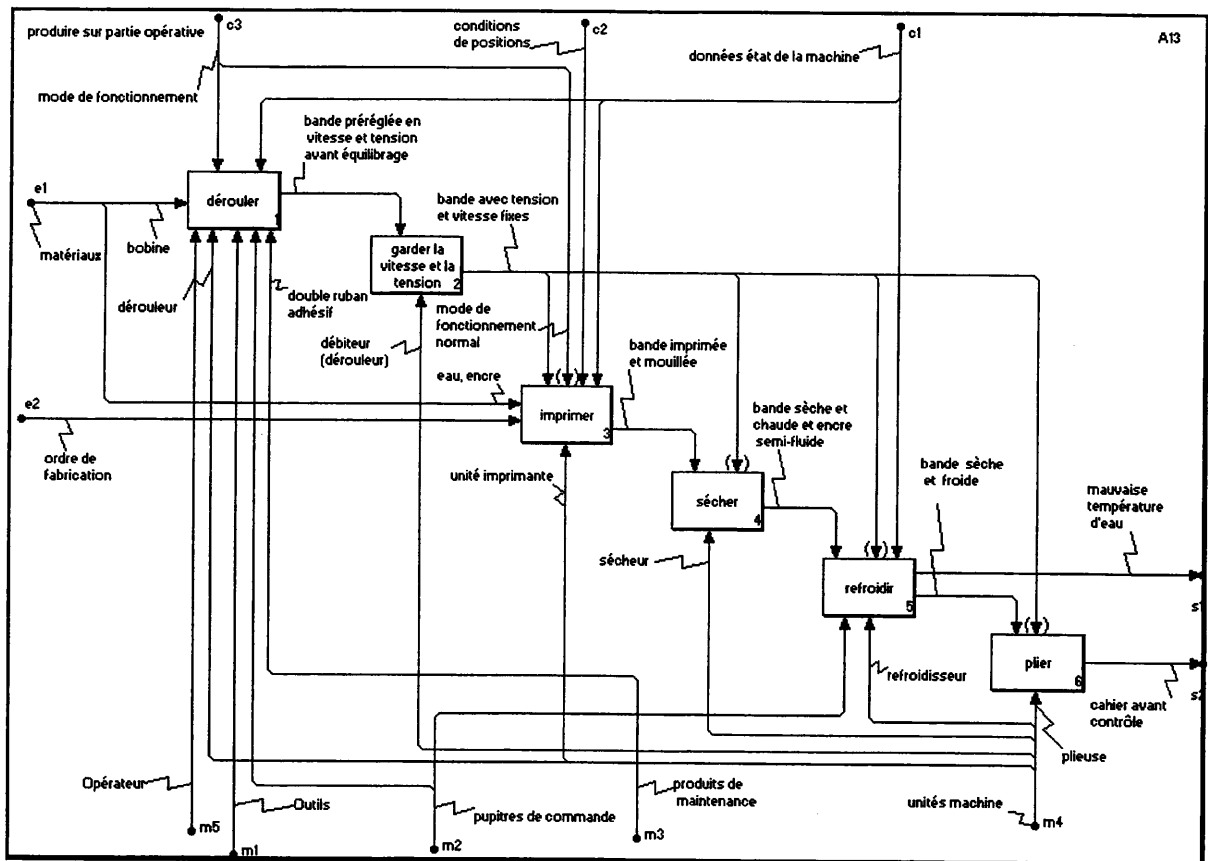 c3
produire sur partie opérative
mode de fonctionnement
conditions
de positions
c2
données état de la machine
c1
A13
bande préréglée en
vitesse et tension
avant équilibrage
e1
matériaux
bobine
dérouler
1
dérouleur
double ruban
adhésif
garder la
vitesse et la
tension
2
bande avec tension
et vitesse fixes
débiteur
(dérouleur)
mode de
fonctionnement
normal
eau, encre
e2
ordre de
fabrication
( )
imprimer
3
bande imprimée
et mouillée
unité imprimante
( )
sécher
4
bande sèche et
chaude et encre
semi-fluide
sécheur
( )
refroidir
5
bande sèche
et froide
mauvaise
température
d'eau
s1
refroidisseur
( )
plier
6
s2
cahier avant
contrôle
plieuse
Opérateur
m5
Outils
m1
pupitres de commande
m2
produits de
maintenance
m3
unités machine
m4